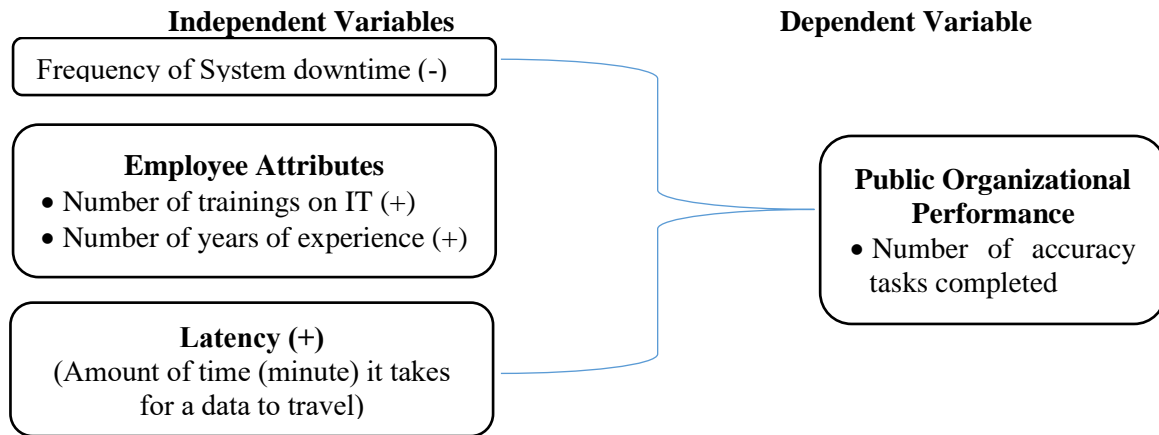 Independent Variables
Frequency of System downtime (-)
Employee Attributes
• Number of trainings on IT (+)
• Number of years of experience (+)
Latency (+)
(Amount of time (minute) it takes
for a data to travel)
Dependent Variable
Public Organizational
Performance
• Number of accuracy
tasks completed